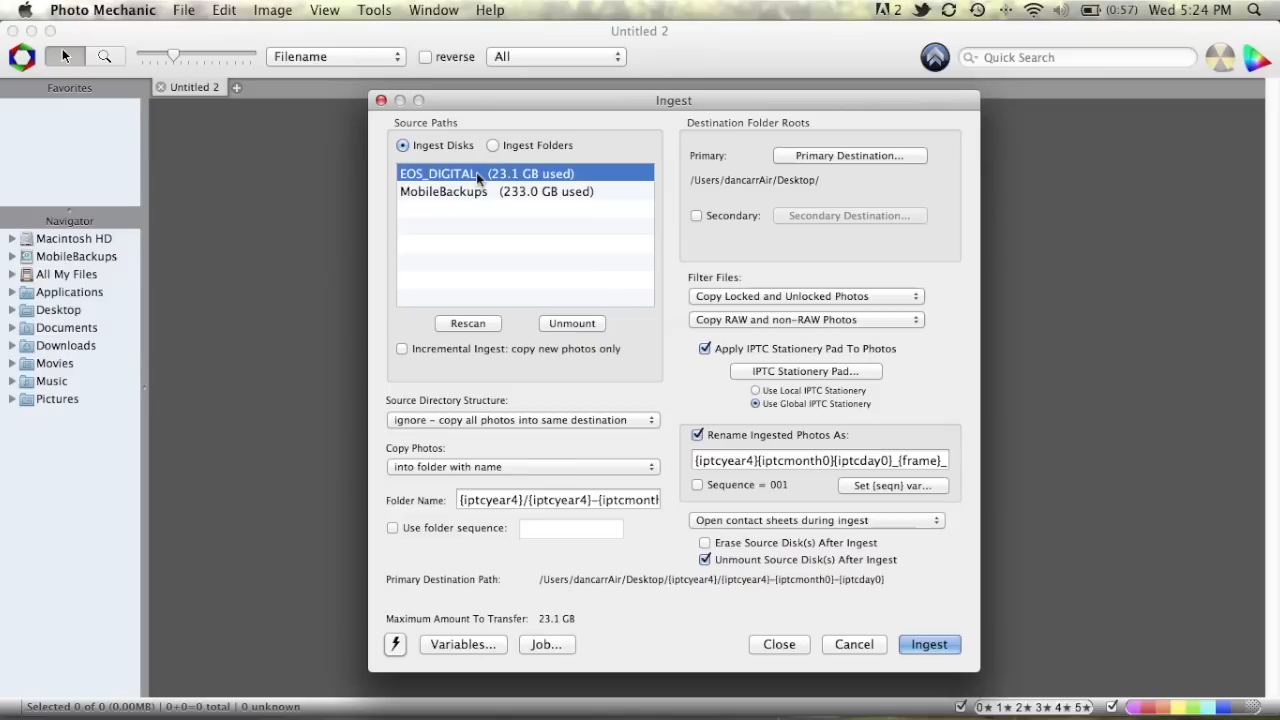 Photo Mechanic File Edit Image View Tools Window Help 2 (0:57) Wed 5:24 PM
Untitled 2
Filename reverse All Quick Search
Favorites
Untitled 2
Navigator
Macintosh HD
MobileBackups
All My Files
Applications
Desktop
Documents
Downloads
Movies
Music
Pictures
Ingest
Source Paths
Ingest Disks Ingest Folders
EOS_DIGITAL (23.1 GB used)
MobileBackups (233.0 GB used)
Rescan Unmount
Incremental Ingest: copy new photos only
Source Directory Structure:
ignore – copy all photos into same destination
Copy Photos:
into folder with name
Folder Name: {iptcyear4}/{iptcyear4}–{iptcmonth
Use folder sequence:
Destination Folder Roots
Primary: Primary Destination...
/Users/dancarrAir/Desktop/
Secondary: Secondary Destination...
Filter Files:
Copy Locked and Unlocked Photos
Copy RAW and non-RAW Photos
Apply IPTC Stationery Pad To Photos
IPTC Stationery Pad...
Use Local IPTC Stationery
Use Global IPTC Stationery
Rename Ingested Photos As:
{iptcyear4}{iptcmonth0}{iptcday0}_{frame}_
Sequence = 001 Set {seqn} var...
Open contact sheets during ingest
Erase Source Disk(s) After Ingest
Unmount Source Disk(s) After Ingest
Primary Destination Path: /Users/dancarrAir/Desktop/{iptcyear4}/{iptcyear4}–{iptcmonth0}–{iptcday0}
Maximum Amount To Transfer: 23.1 GB
Variables... Job... Close Cancel Ingest
Selected 0 of 0 (0.00MB) | 0+0=0 total | 0 unknown 0★ 1★ 2★ 3★ 4★ 5★